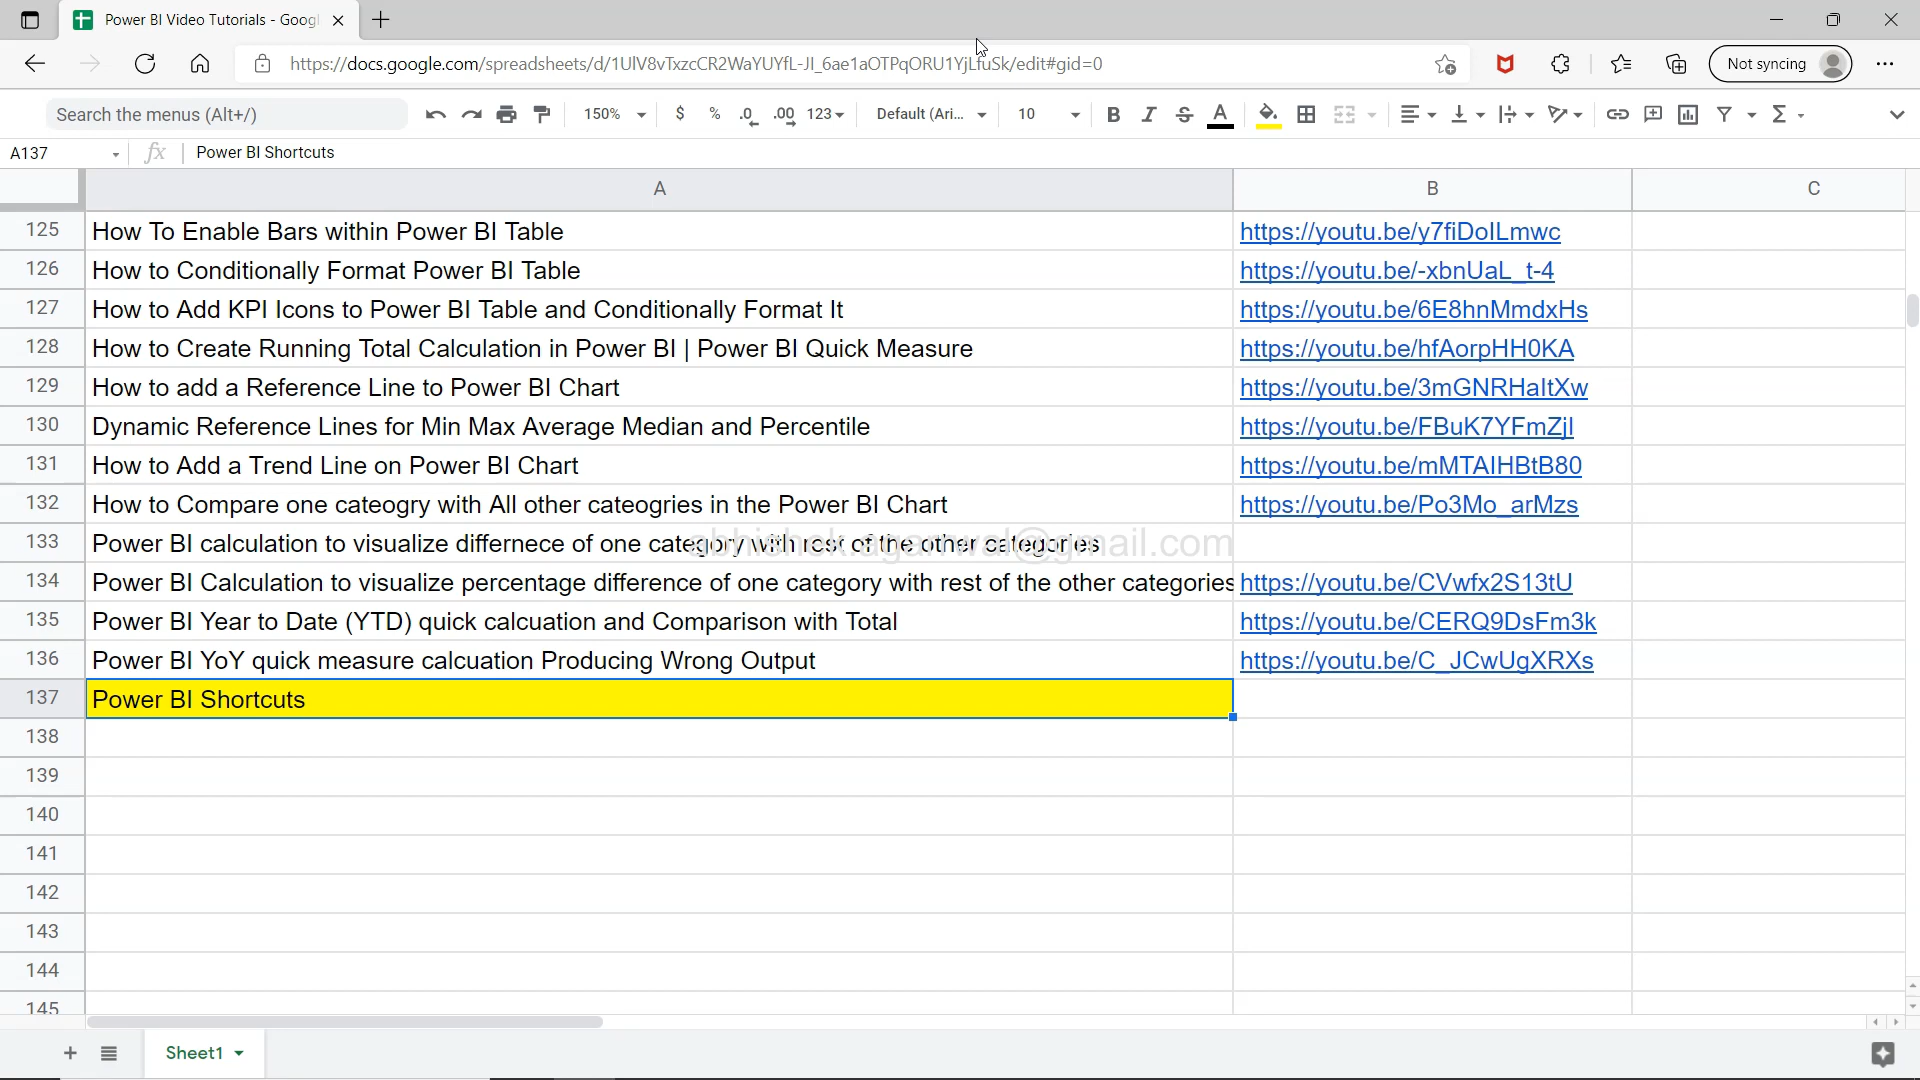 Power BI Video Tutorials - Googl
https://docs.google.com/spreadsheets/d/1UlV8vTxzcCR2WaYUYfL-JI_6ae1aOTPqORU1YjLfuSk/edit#gid=0
Not syncing
Search the menus (Alt+/)
150%
$ % .0 .00 123
Default (Ari...
10
B I S A
A137
fx
Power BI Shortcuts
A B C
125 How To Enable Bars within Power BI Table https://youtu.be/y7fiDoILmwc
126 How to Conditionally Format Power BI Table https://youtu.be/-xbnUaL_t-4
127 How to Add KPI Icons to Power BI Table and Conditionally Format It https://youtu.be/6E8hnMmdxHs
128 How to Create Running Total Calculation in Power BI | Power BI Quick Measure https://youtu.be/hfAorpHH0KA
129 How to add a Reference Line to Power BI Chart https://youtu.be/3mGNRHaltXw
130 Dynamic Reference Lines for Min Max Average Median and Percentile https://youtu.be/FBuK7YFmZjI
131 How to Add a Trend Line on Power BI Chart https://youtu.be/mMTAIHBtB80
132 How to Compare one cateogry with All other cateogries in the Power BI Chart https://youtu.be/Po3Mo_arMzs
133 Power BI calculation to visualize differnece of one category with rest of the other categories
abhishek.agarrwal@gmail.com
134 Power BI Calculation to visualize percentage difference of one category with rest of the other categories https://youtu.be/CVwfx2S13tU
135 Power BI Year to Date (YTD) quick calcuation and Comparison with Total https://youtu.be/CERQ9DsFm3k
136 Power BI YoY quick measure calcuation Producing Wrong Output https://youtu.be/C_JCwUgXRXs
137 Power BI Shortcuts
138
139
140
141
142
143
144
145
Sheet1